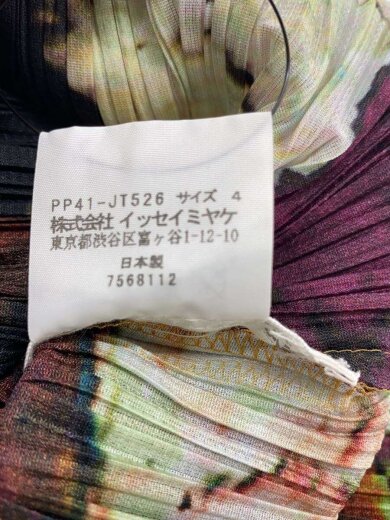 PP41-JT526 サイズ 4
株式会社 イッセイミヤケ
東京都渋谷区富ヶ谷1-12-10
日本製
7568112